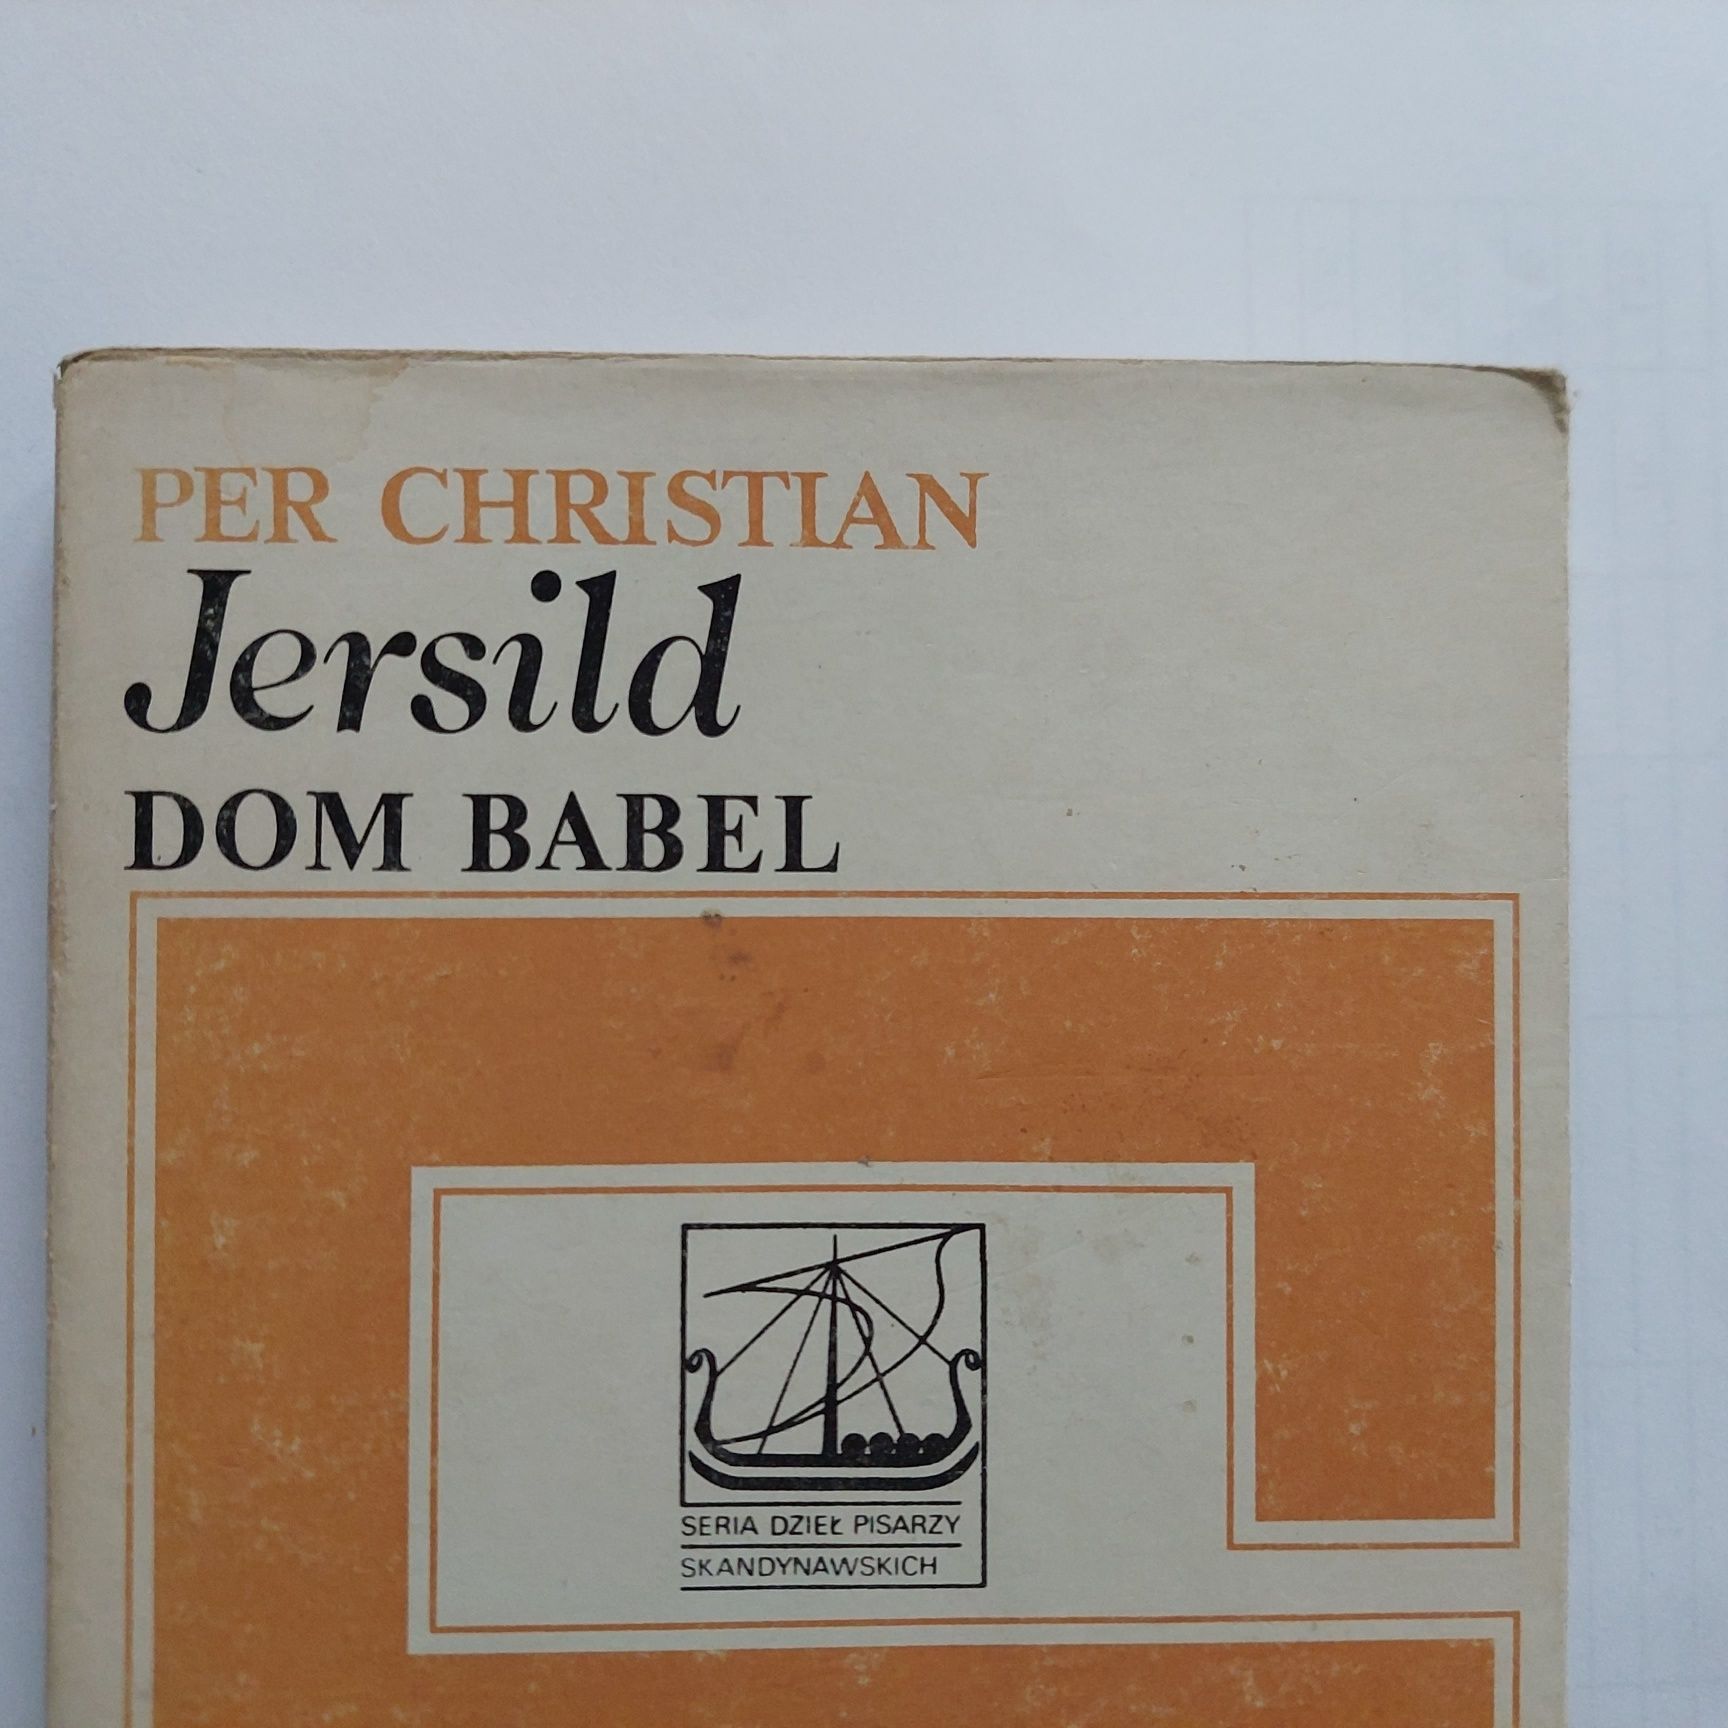 PER CHRISTIAN
Jersild
DOM BABEL
SERIA DZIEŁ PISARZY
SKANDYNAWSKICH